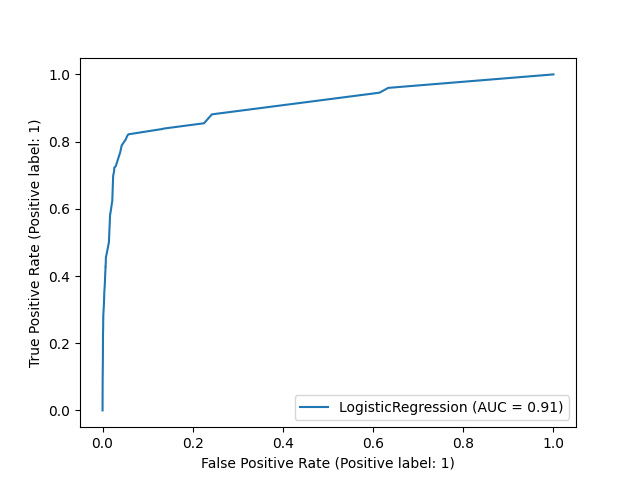 1.0
0.8
0.6
0.4
0.2
0.0
True Positive Rate (Positive label: 1)
LogisticRegression (AUC = 0.91)
0.0 0.2 0.4 0.6 0.8 1.0
False Positive Rate (Positive label: 1)